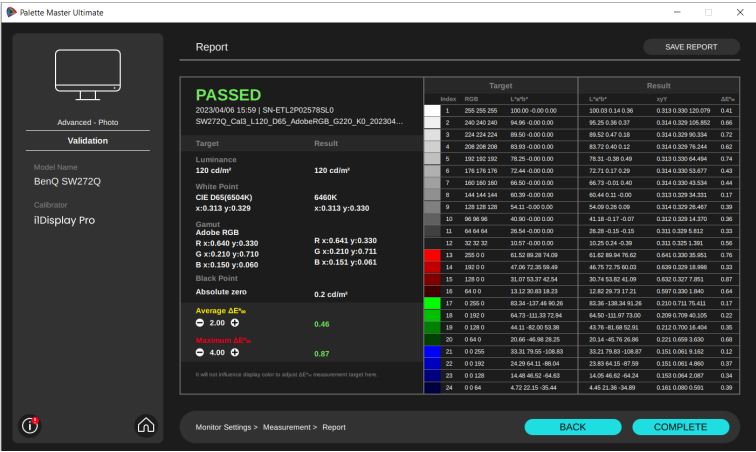 Palette Master Ultimate
Report
SAVE REPORT
Advanced - Photo
Validation
Model Name
BenQ SW272Q
Calibrator
i1Display Pro
PASSED
2023/04/06 15:59 | SN-ETL2P02578SL0
SW272Q_Cal3_L120_D65_AdobeRGB_G220_K0_202304...
Target Result
Luminance
120 cd/m² 120 cd/m²
White Point
CIE D65(6504K) 6460K
x:0.313 y:0.329 x:0.313 y:0.330
Gamut
Adobe RGB
R x:0.640 y:0.330 R x:0.641 y:0.330
G x:0.210 y:0.710 G x:0.210 y:0.711
B x:0.150 y:0.060 B x:0.151 y:0.061
Black Point
Absolute zero 0.2 cd/m²
Average ΔE*₀₀
2.00 0.46
Maximum ΔE*₀₀
4.00 0.87
It will not influence display color to adjust ΔE*₀₀ measurement target here.
Target Result
Index RGB L*a*b* L*a*b* xyY ΔE*₀₀
1 255 255 255 100.00 -0.00 0.00 100.03 0.14 0.36 0.313 0.330 120.079 0.41
2 240 240 240 94.96 -0.00 0.00 95.25 0.36 0.37 0.314 0.329 105.852 0.66
3 224 224 224 89.50 -0.00 0.00 89.52 0.47 0.18 0.314 0.329 90.334 0.72
4 208 208 208 83.93 -0.00 0.00 83.72 0.40 0.12 0.314 0.329 76.244 0.62
5 192 192 192 78.25 -0.00 0.00 78.31 -0.38 0.49 0.313 0.330 64.494 0.74
6 176 176 176 72.44 -0.00 0.00 72.71 0.17 0.29 0.314 0.330 53.677 0.43
7 160 160 160 66.50 -0.00 0.00 66.73 -0.01 0.40 0.314 0.330 43.534 0.44
8 144 144 144 60.39 -0.00 0.00 60.44 0.11 -0.00 0.313 0.329 34.331 0.17
9 128 128 128 54.11 -0.00 0.00 54.09 0.28 0.09 0.314 0.329 26.467 0.39
10 96 96 96 40.90 -0.00 0.00 41.18 -0.17 -0.07 0.312 0.329 14.370 0.36
11 64 64 64 26.54 -0.00 0.00 26.28 -0.15 -0.15 0.311 0.329 5.812 0.33
12 32 32 32 10.57 -0.00 0.00 10.25 0.24 -0.39 0.311 0.325 1.391 0.56
13 255 0 0 61.52 89.28 74.09 61.62 89.94 76.62 0.641 0.330 35.951 0.76
14 192 0 0 47.06 72.35 59.49 46.75 72.75 60.03 0.639 0.329 18.998 0.33
15 128 0 0 31.07 53.37 42.54 30.74 53.82 41.09 0.632 0.327 7.851 0.87
16 64 0 0 13.12 30.83 18.23 12.82 29.73 17.21 0.597 0.330 1.840 0.64
17 0 255 0 83.34 -137.46 90.26 83.36 -138.34 91.26 0.210 0.711 75.411 0.17
18 0 192 0 64.73 -111.33 72.94 64.50 -111.97 73.00 0.209 0.709 40.105 0.22
19 0 128 0 44.11 -82.00 53.38 43.76 -81.68 52.91 0.212 0.700 16.404 0.35
20 0 64 0 20.66 -46.98 28.25 20.14 -45.76 26.86 0.221 0.659 3.630 0.68
21 0 0 255 33.31 79.55 -108.83 33.21 79.83 -108.87 0.151 0.061 9.162 0.12
22 0 0 192 24.29 64.11 -88.04 23.83 64.15 -87.59 0.151 0.061 4.860 0.37
23 0 0 128 14.48 46.52 -64.63 14.05 46.62 -64.24 0.153 0.064 2.087 0.34
24 0 0 64 4.72 22.15 -35.44 4.45 21.36 -34.89 0.161 0.080 0.591 0.39
Monitor Settings > Measurement > Report
BACK
COMPLETE